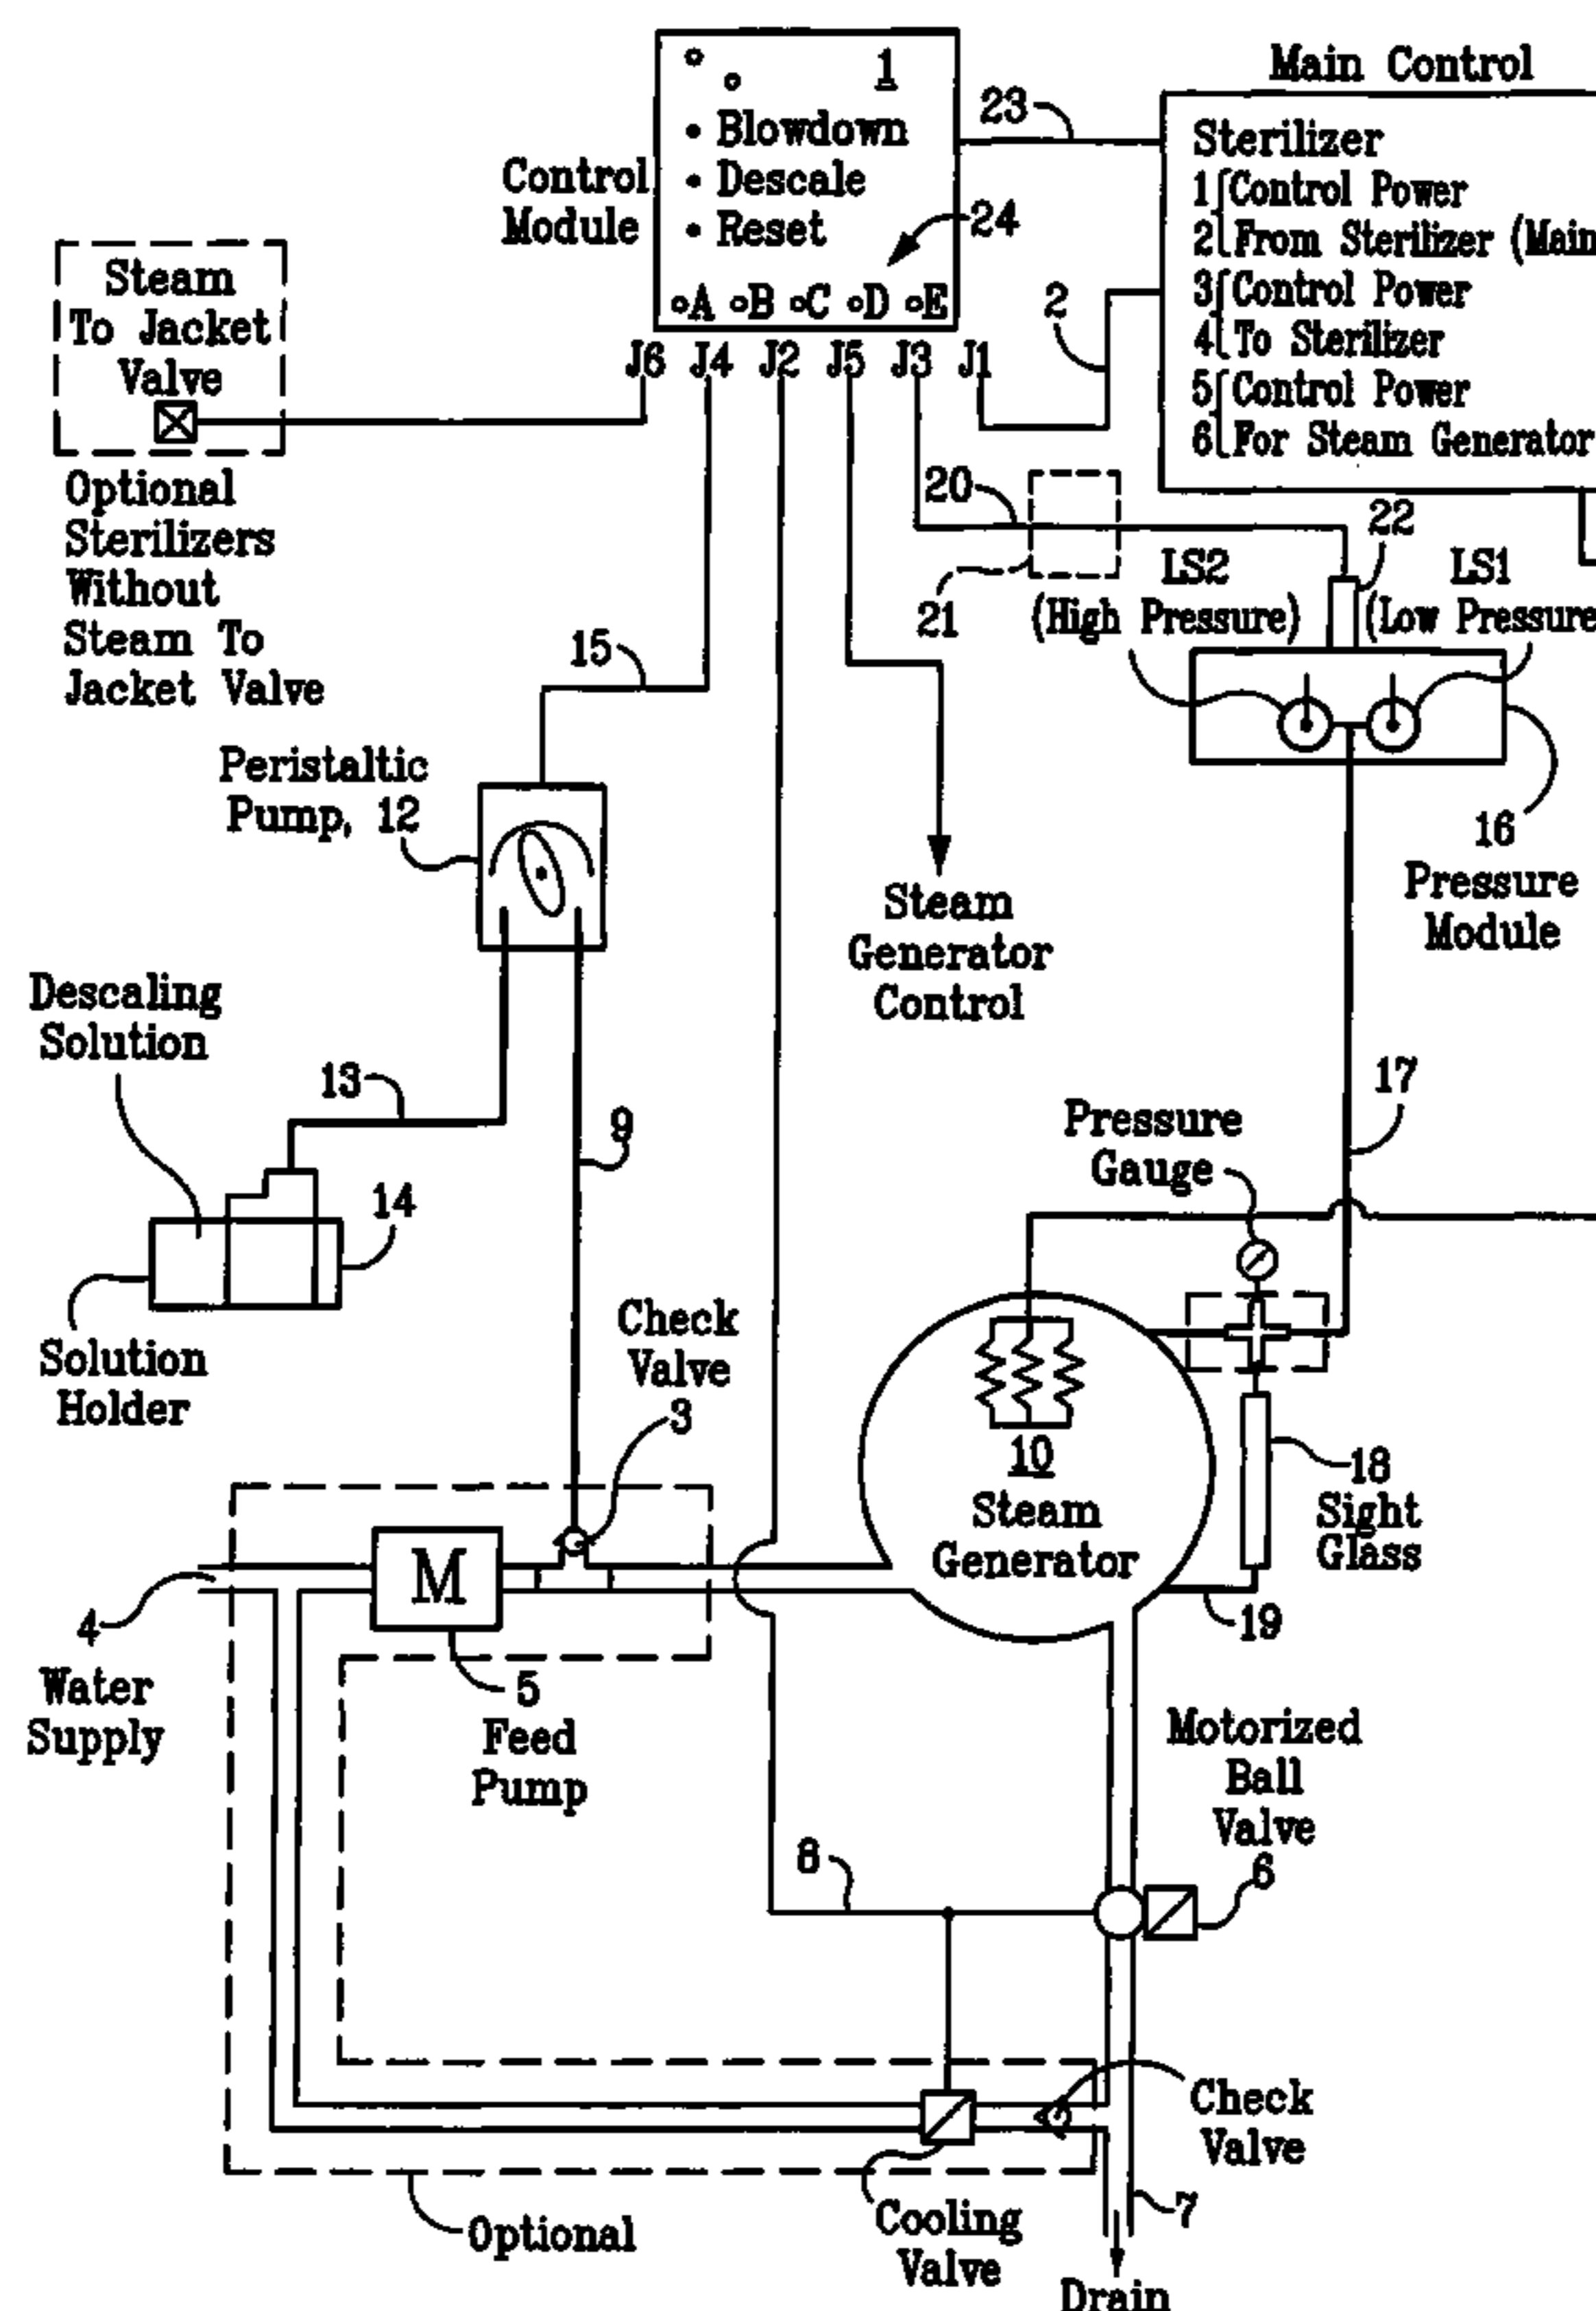 1
• Blowdown
• Descale
• Reset
A B C D E
Control
Module
24
23
Main Control
Sterilizer
1 Control Power
2 From Sterilizer (Main
3 Control Power
4 To Sterilizer
5 Control Power
6 For Steam Generator
2
Steam
To Jacket
Valve
J6 J4 J2 J5 J3 J1
Optional
Sterilizers
Without
Steam To
Jacket Valve
20
21
22
LS2
(High Pressure)
LS1
(Low Pressure
15
Peristaltic
Pump, 12
16
Pressure
Module
Steam
Generator
Control
Descaling
Solution
13
9
14
17
Pressure
Gauge
Solution
Holder
Check
Valve
3
10
Steam
Generator
18
Sight
Glass
19
M
4
Water
Supply
5
Feed
Pump
Motorized
Ball
Valve
6
8
Check
Valve
7
Optional
Cooling
Valve
Drain